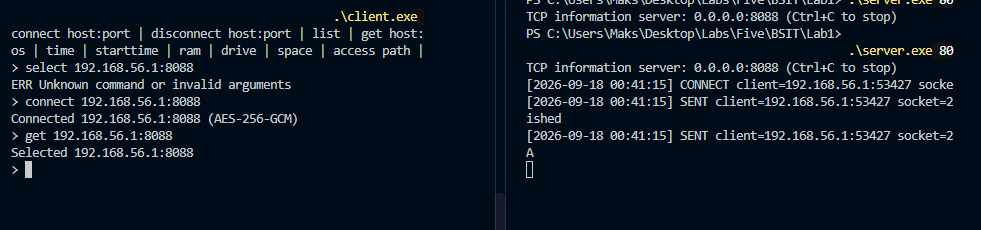 .\client.exe
connect host:port | disconnect host:port | list | get host:
os | time | starttime | ram | drive | space | access path |
> select 192.168.56.1:8088
ERR Unknown command or invalid arguments
> connect 192.168.56.1:8088
Connected 192.168.56.1:8088 (AES-256-GCM)
> get 192.168.56.1:8088
Selected 192.168.56.1:8088
>
PS C:\Users\Maks\Desktop\Labs\Five\BSIT\Lab1> .\server.exe 80
TCP information server: 0.0.0.0:8088 (Ctrl+C to stop)
PS C:\Users\Maks\Desktop\Labs\Five\BSIT\Lab1>
.\server.exe 80
TCP information server: 0.0.0.0:8088 (Ctrl+C to stop)
[2026-09-18 00:41:15] CONNECT client=192.168.56.1:53427 socke
[2026-09-18 00:41:15] SENT client=192.168.56.1:53427 socket=2
ished
[2026-09-18 00:41:15] SENT client=192.168.56.1:53427 socket=2
A